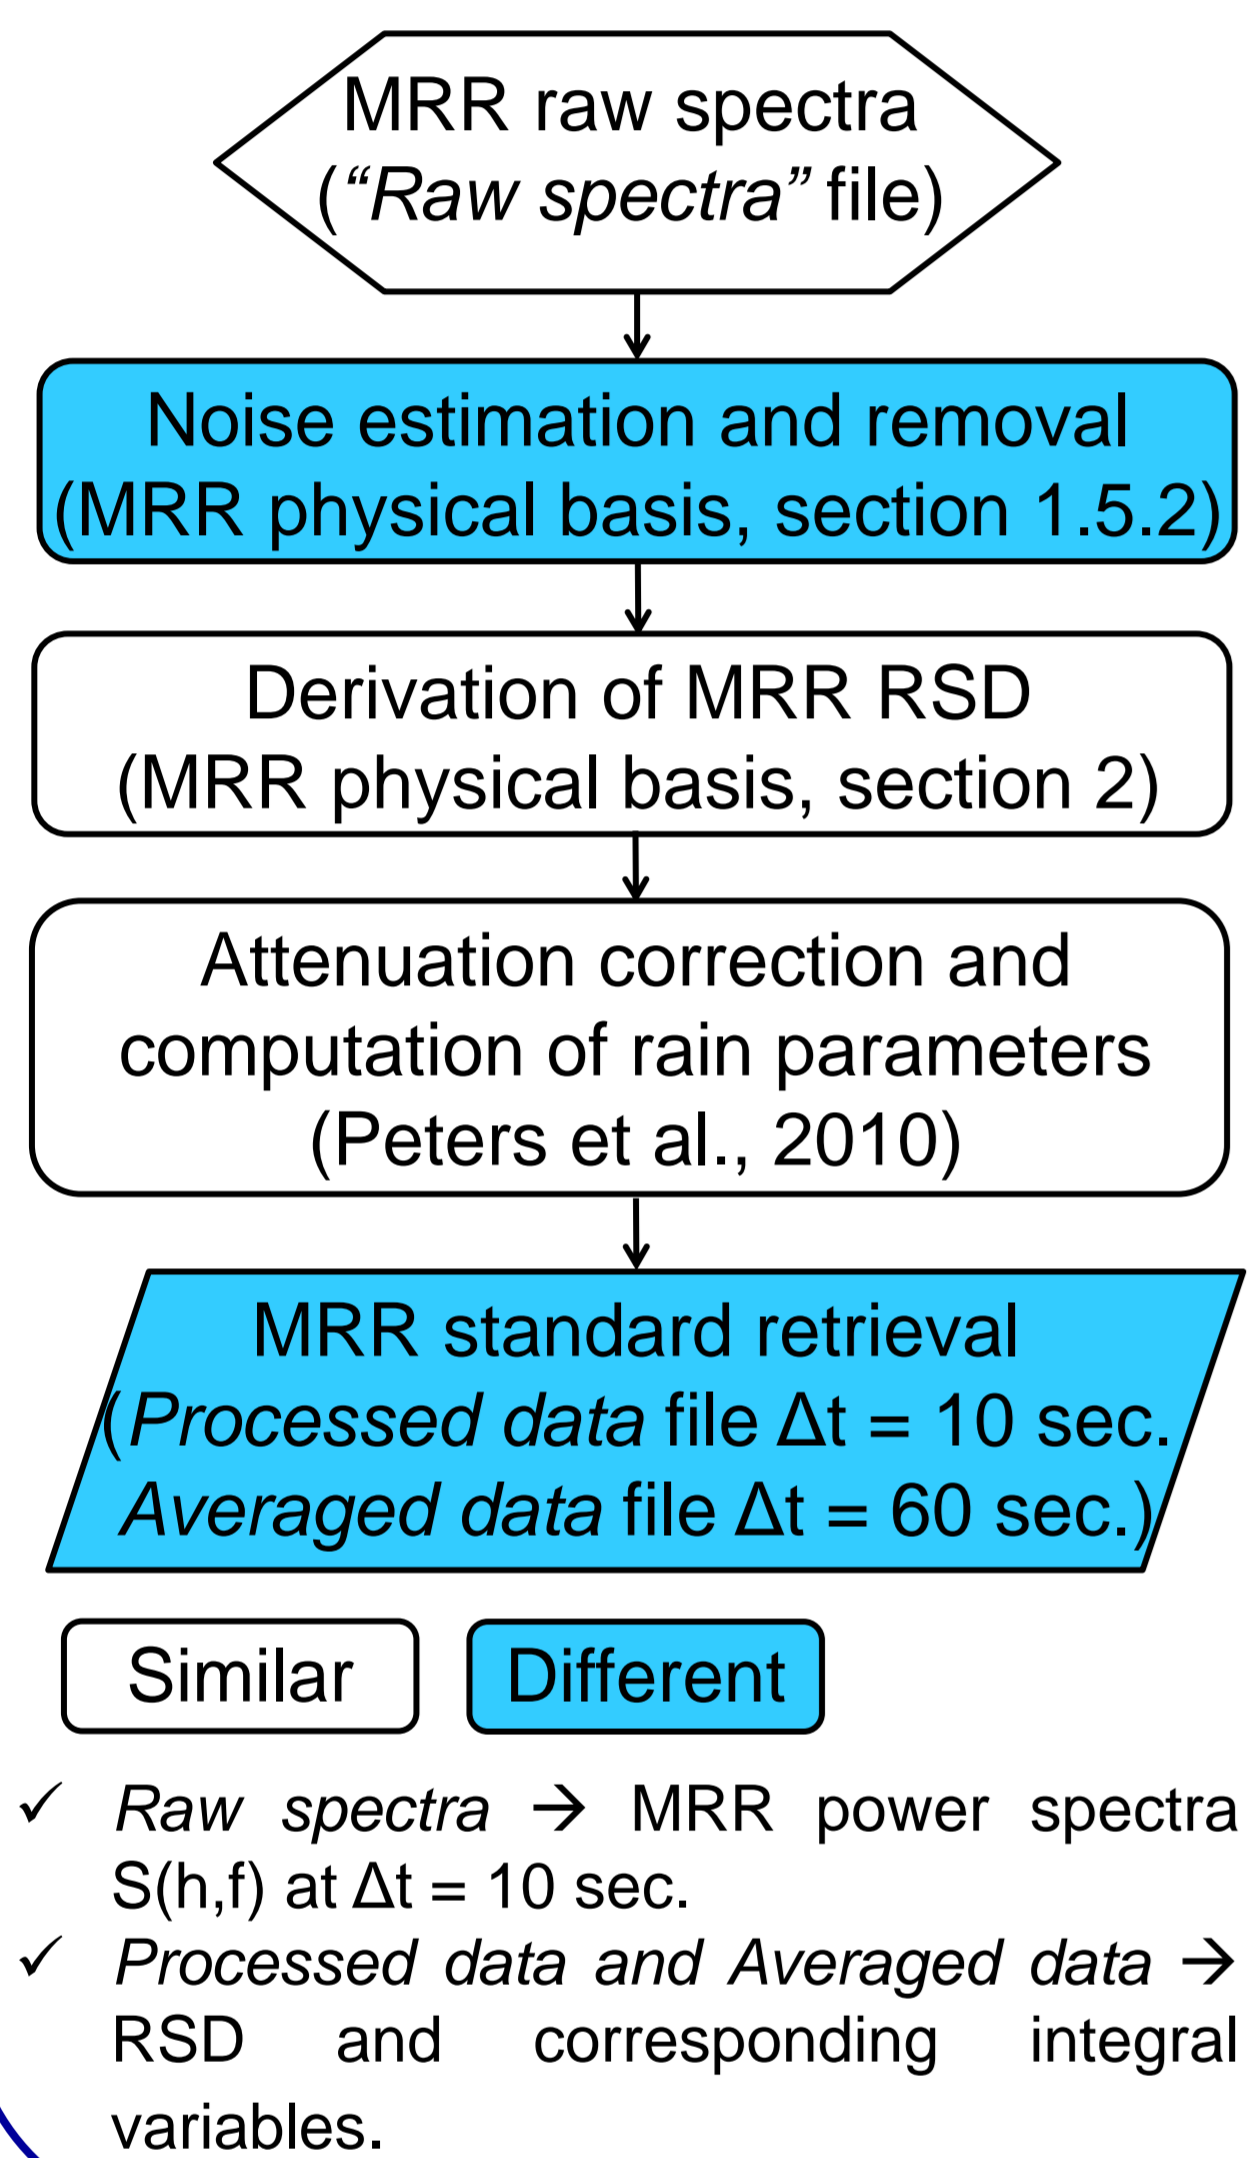 MRR raw spectra
(“Raw spectra” file)
Noise estimation and removal
(MRR physical basis, section 1.5.2)
Derivation of MRR RSD
(MRR physical basis, section 2)
Attenuation correction and
computation of rain parameters
(Peters et al., 2010)
MRR standard retrieval
(Processed data file Δt = 10 sec.
Averaged data file Δt = 60 sec.)
Similar
Different
✓ Raw spectra → MRR power spectra
S(h,f) at Δt = 10 sec.
✓ Processed data and Averaged data →
RSD and corresponding integral
variables.